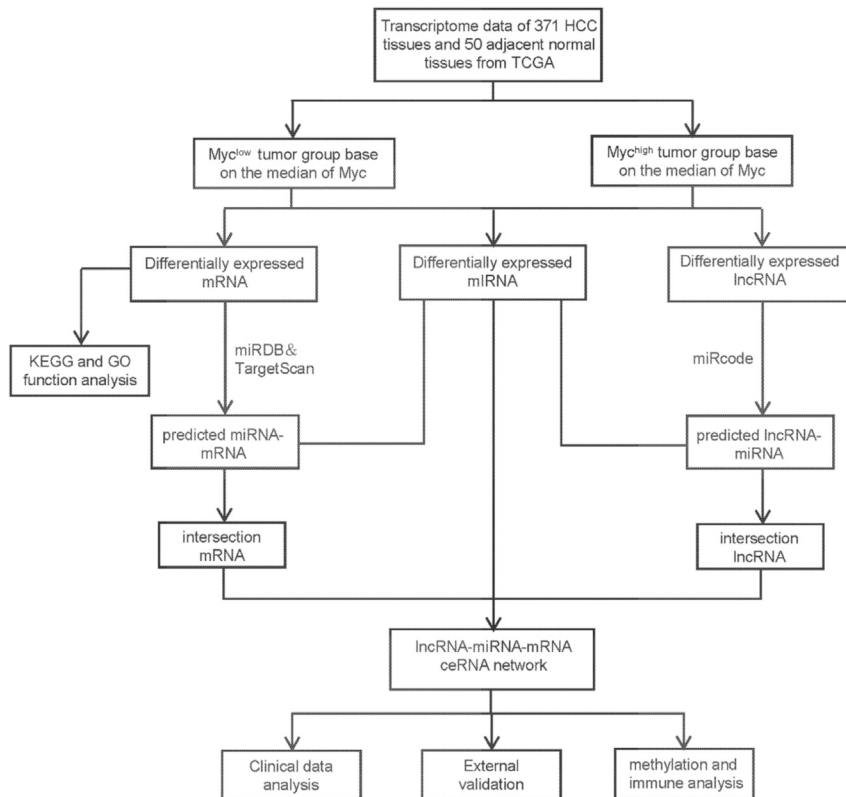 Transcriptome data of 371 HCC
tissues and 50 adjacent normal
tissues from TCGA
Myclow tumor group base
on the median of Myc
Mychigh tumor group base
on the median of Myc
Differentially expressed
mRNA
Differentially expressed
mIRNA
Differentially expressed
lncRNA
KEGG and GO
function analysis
miRDB&
TargetScan
miRcode
predicted miRNA-
mRNA
predicted lncRNA-
miRNA
intersection
mRNA
intersection
lncRNA
lncRNA-miRNA-mRNA
ceRNA network
Clinical data
analysis
External
validation
methylation and
immune analysis